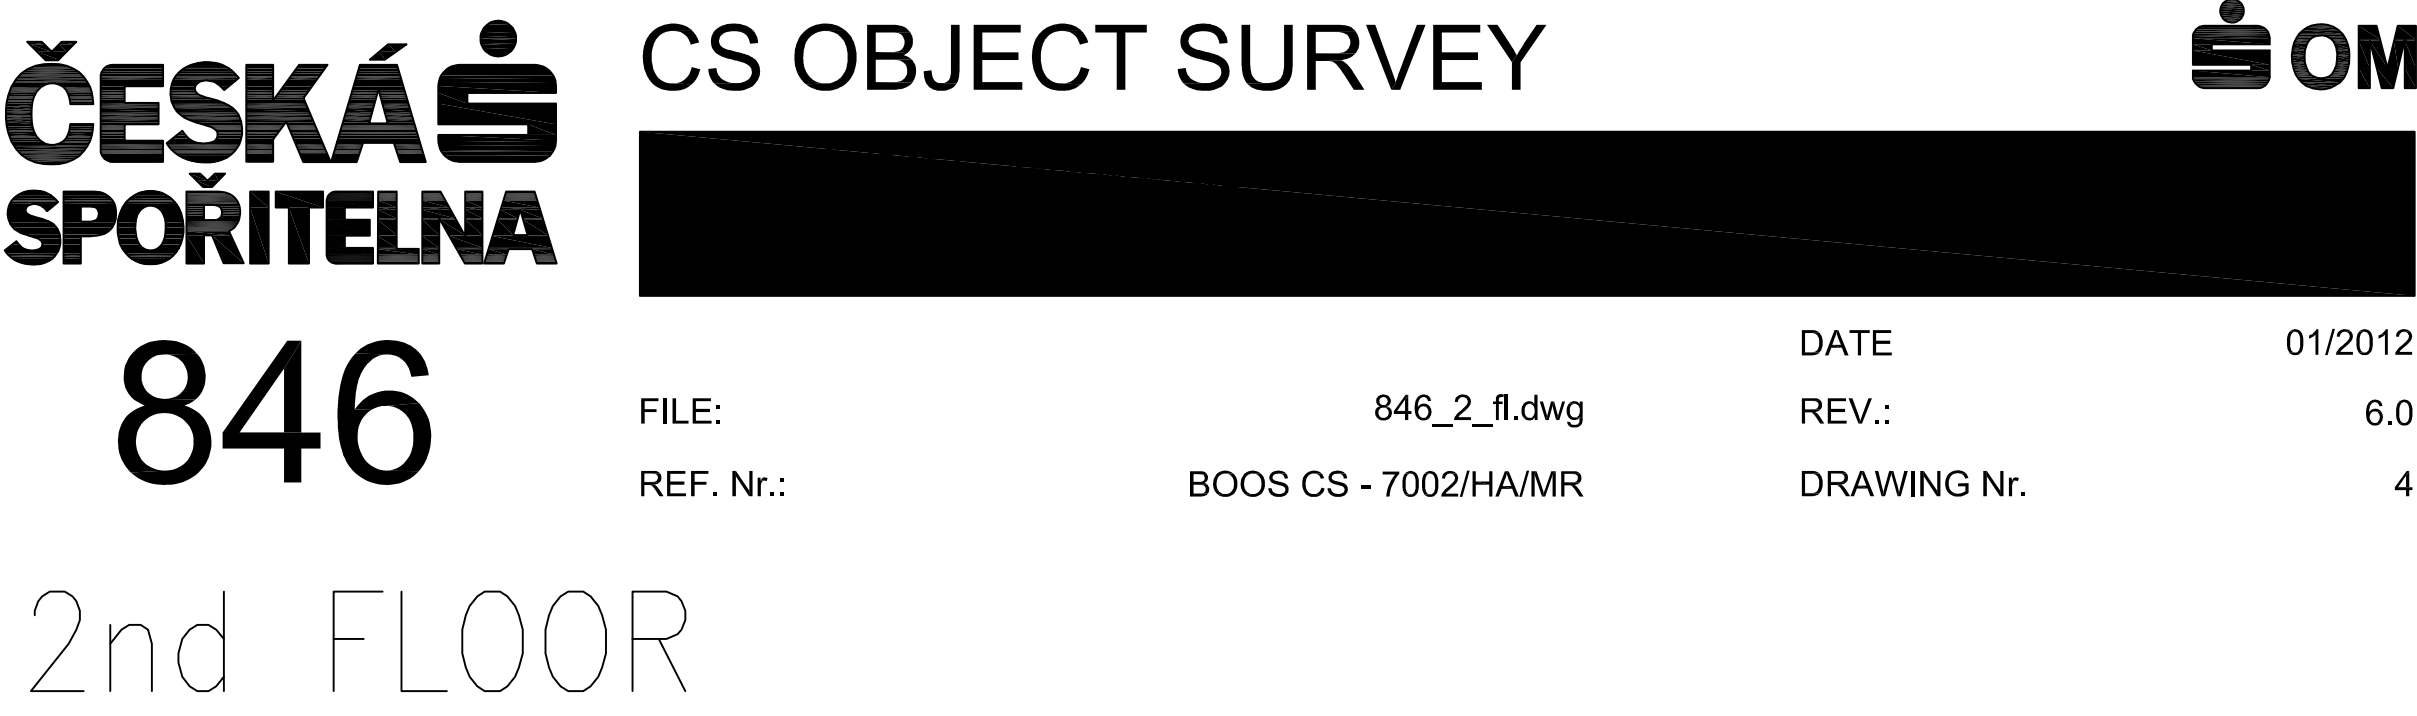 ČESKÁ
SPOŘITELNA
CS OBJECT SURVEY
OM
846
DATE 01/2012
FILE: 846_2_fl.dwg REV.: 6.0
REF. Nr.: BOOS CS - 7002/HA/MR DRAWING Nr. 4
2nd FLOOR